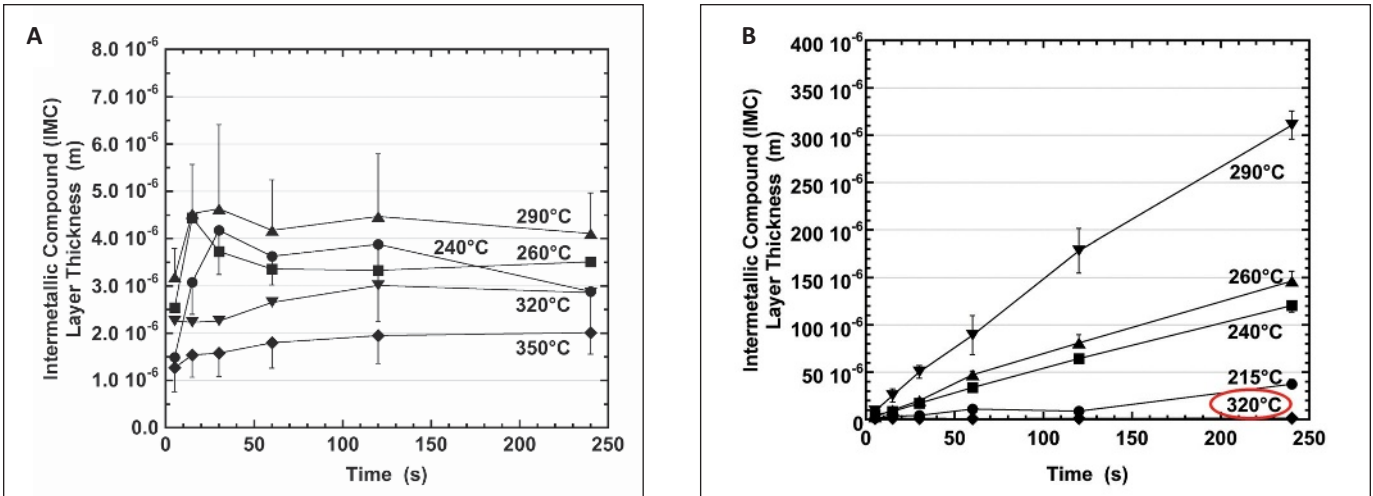 A
8.0 10-6
7.0 10-6
6.0 10-6
5.0 10-6
4.0 10-6
3.0 10-6
2.0 10-6
1.0 10-6
0.0
Intermetallic Compound (IMC)
Layer Thickness (m)
290°C
240°C
260°C
320°C
350°C
0 50 100 150 200 250
Time (s)
B
400 10-6
350 10-6
300 10-6
250 10-6
200 10-6
150 10-6
100 10-6
50 10-6
0
Intermetallic Compound (IMC)
Layer Thickness (m)
290°C
260°C
240°C
215°C
320°C
0 50 100 150 200 250
Time (s)